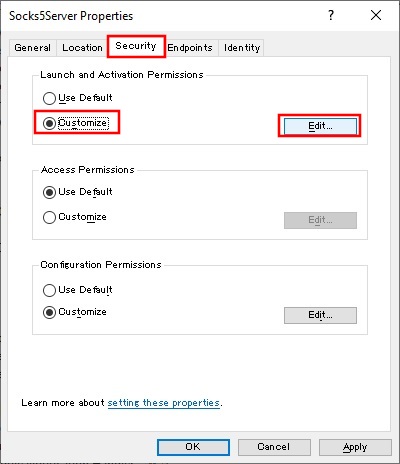 Socks5Server Properties
General Location Security Endpoints Identity
Launch and Activation Permissions
Use Default
Customize
Edit...
Access Permissions
Use Default
Customize
Edit...
Configuration Permissions
Use Default
Customize
Edit...
Learn more about setting these properties.
OK Cancel Apply